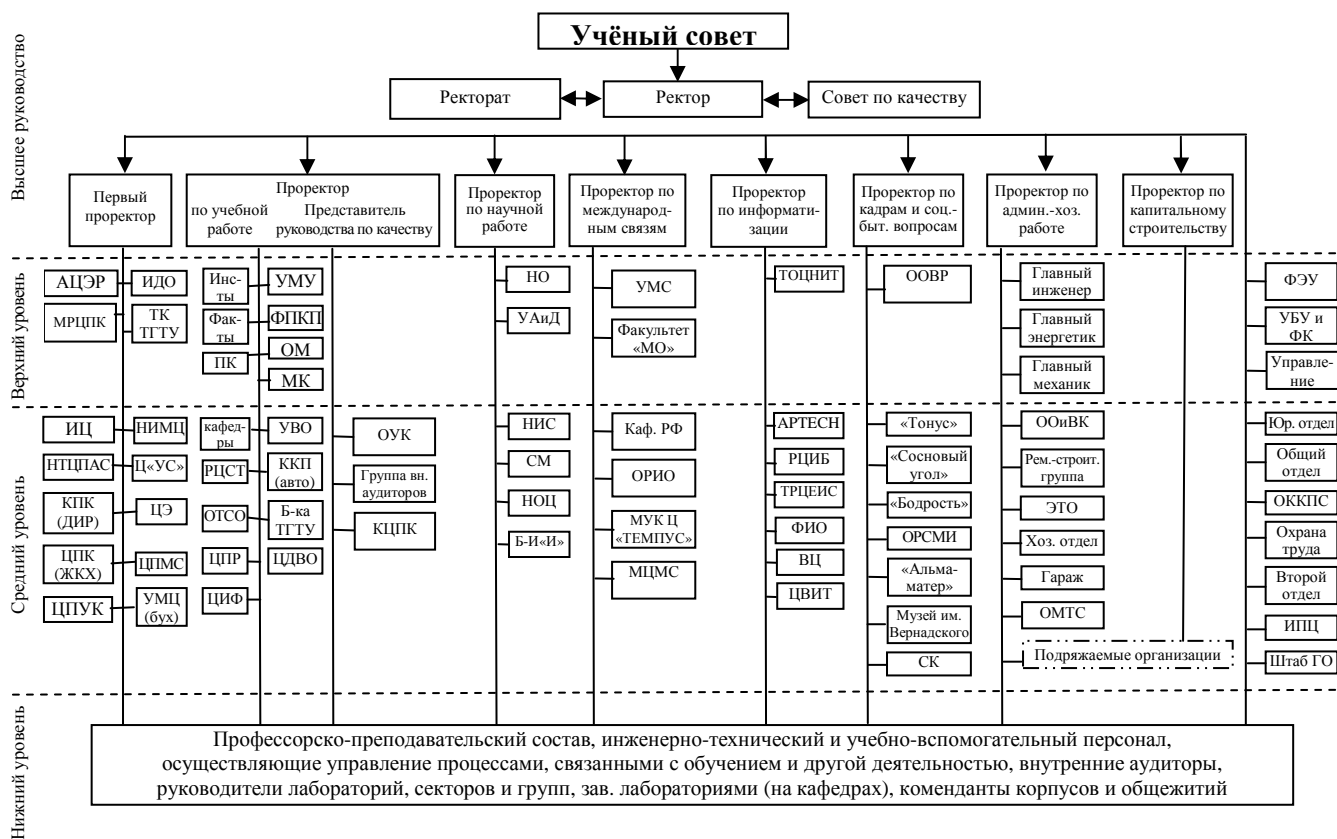 Высшее руководство
Учёный совет
Ректорат
Ректор
Совет по качеству
Первый
проректор
Проректор
по учебной
работе
Представитель
руководства по качеству
Проректор
по научной
работе
Проректор по
международ-
ным связям
Проректор
по информати-
зации
Проректор по
кадрам и соц.-
быт. вопросам
Проректор по
админ.-хоз.
работе
Проректор по
капитальному
строительству
Верхний уровень
АЦЭР
ИДО
МРЦПК
ТК
ТГТУ
Инс-
ты
УМУ
Фак-
ты
ФПКП
ПК
ОМ
МК
НО
УАиД
УМС
Факультет
«МО»
ТОЦНИТ
ООВР
Главный
инженер
Главный
энергетик
Главный
механик
ФЭУ
УБУ и
ФК
Управле-
ние
Средний уровень
ИЦ
НИМЦ
НТЦПАС
Ц«УС»
КПК
(ДИР)
ЦЭ
ЦПК
(ЖКХ)
ЦПМС
ЦПУК
УМЦ
(бух)
кафед-
ры
УВО
РЦСТ
ККП
(авто)
ОТСО
Б-ка
ТГТУ
ЦПР
ЦДВО
ЦИФ
ОУК
Группа вн.
аудиторов
КЦПК
НИС
СМ
НОЦ
Б-И«И»
Каф. РФ
ОРИО
МУК Ц
«ТЕМПУС»
МЦМС
АРТЕСН
РЦИБ
ТРЦЕИС
ФИО
ВЦ
ЦВИТ
«Тонус»
«Сосновый
угол»
«Бодрость»
ОРСМИ
«Альма-
матер»
Музей им.
Вернадского
СК
ООиВК
Рем.-строит.
группа
ЭТО
Хоз. отдел
Гараж
ОМТС
Подряжаемые организации
Юр. отдел
Общий
отдел
ОККПС
Охрана
труда
Второй
отдел
ИПЦ
Штаб ГО
Нижний уровень
Профессорско-преподавательский состав, инженерно-технический и учебно-вспомогательный персонал,
осуществляющие управление процессами, связанными с обучением и другой деятельностью, внутренние аудиторы,
руководители лабораторий, секторов и групп, зав. лабораториями (на кафедрах), коменданты корпусов и общежитий